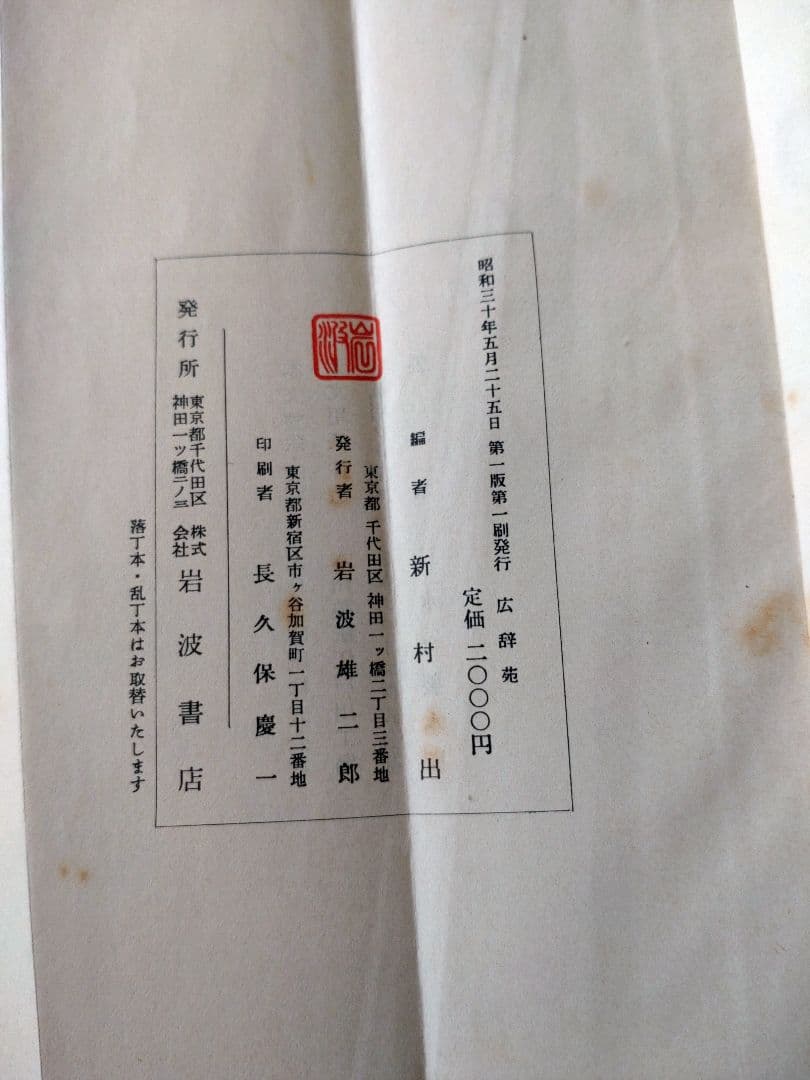 昭和三十年五月二十五日 第一版第一刷発行 広辞苑
定価 二〇〇〇円
編者 新村出
東京都千代田区神田一ッ橋二丁目三番地
発行者 岩波雄二郎
岩波
東京都新宿区市ヶ谷加賀町一丁目十二番地
印刷者 長久保慶一
発行所 東京都千代田区神田一ッ橋二ノ三 株式会社 岩波書店
落丁本・乱丁本はお取替いたします